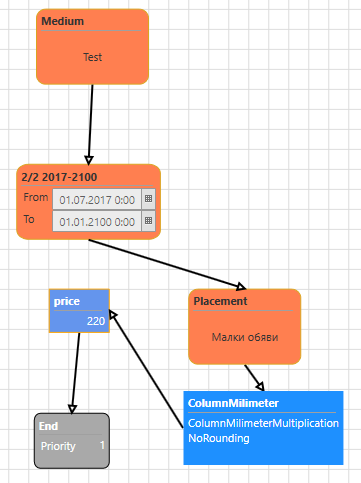 Medium
Test
2/2 2017-2100
From 01.07.2017 0:00
To 01.01.2100 0:00
price
220
Placement
Малки обяви
ColumnMilimeter
ColumnMilimeterMultiplication
NoRounding
End
Priority 1